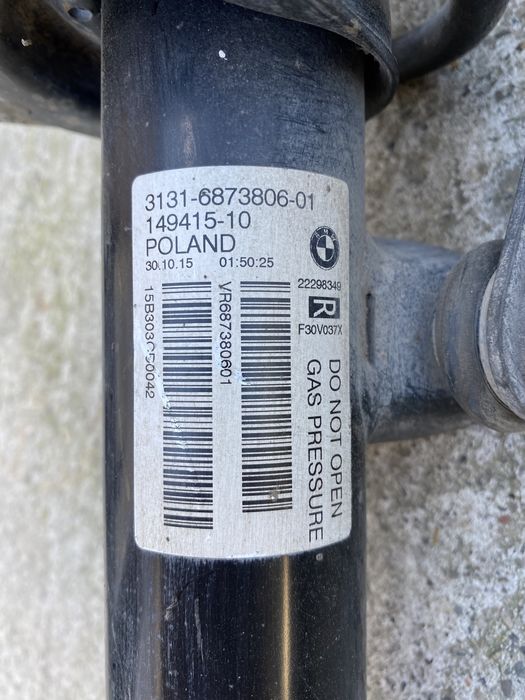 3131-6873806-01
149415-10
POLAND
30.10.15 01:50:25
BMW
22298349
R
F30V037X
VR687380601
DO NOT OPEN
GAS PRESSURE